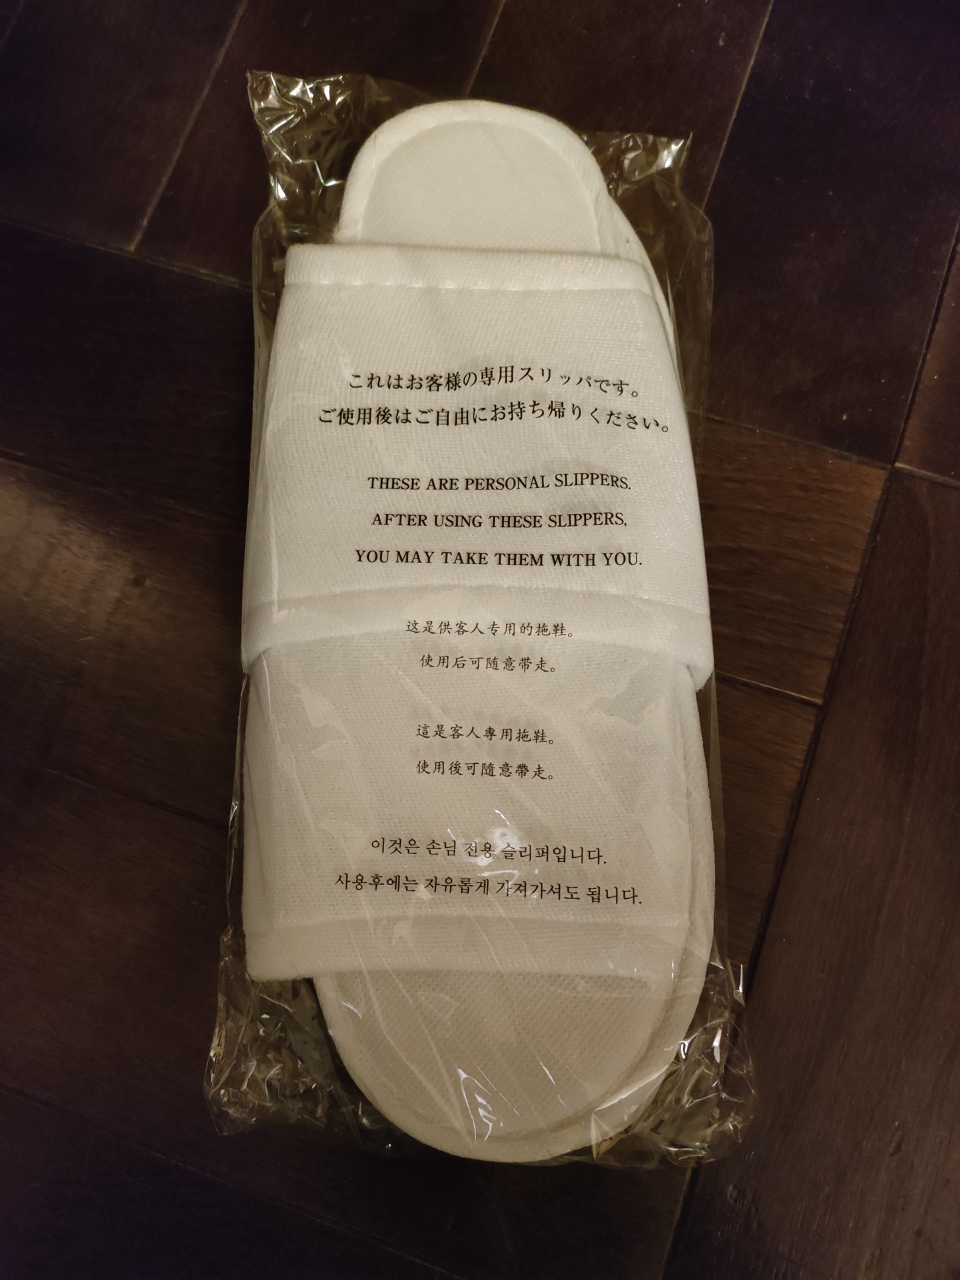 これはお客様の専用スリッパです。
ご使用後はご自由にお持ち帰りください。
THESE ARE PERSONAL SLIPPERS.
AFTER USING THESE SLIPPERS,
YOU MAY TAKE THEM WITH YOU.
这是供客人专用的拖鞋。
使用后可随意带走。
這是客人專用拖鞋。
使用後可隨意帶走。
이것은 손님 전용 슬리퍼입니다.
사용후에는 자유롭게 가져가셔도 됩니다.